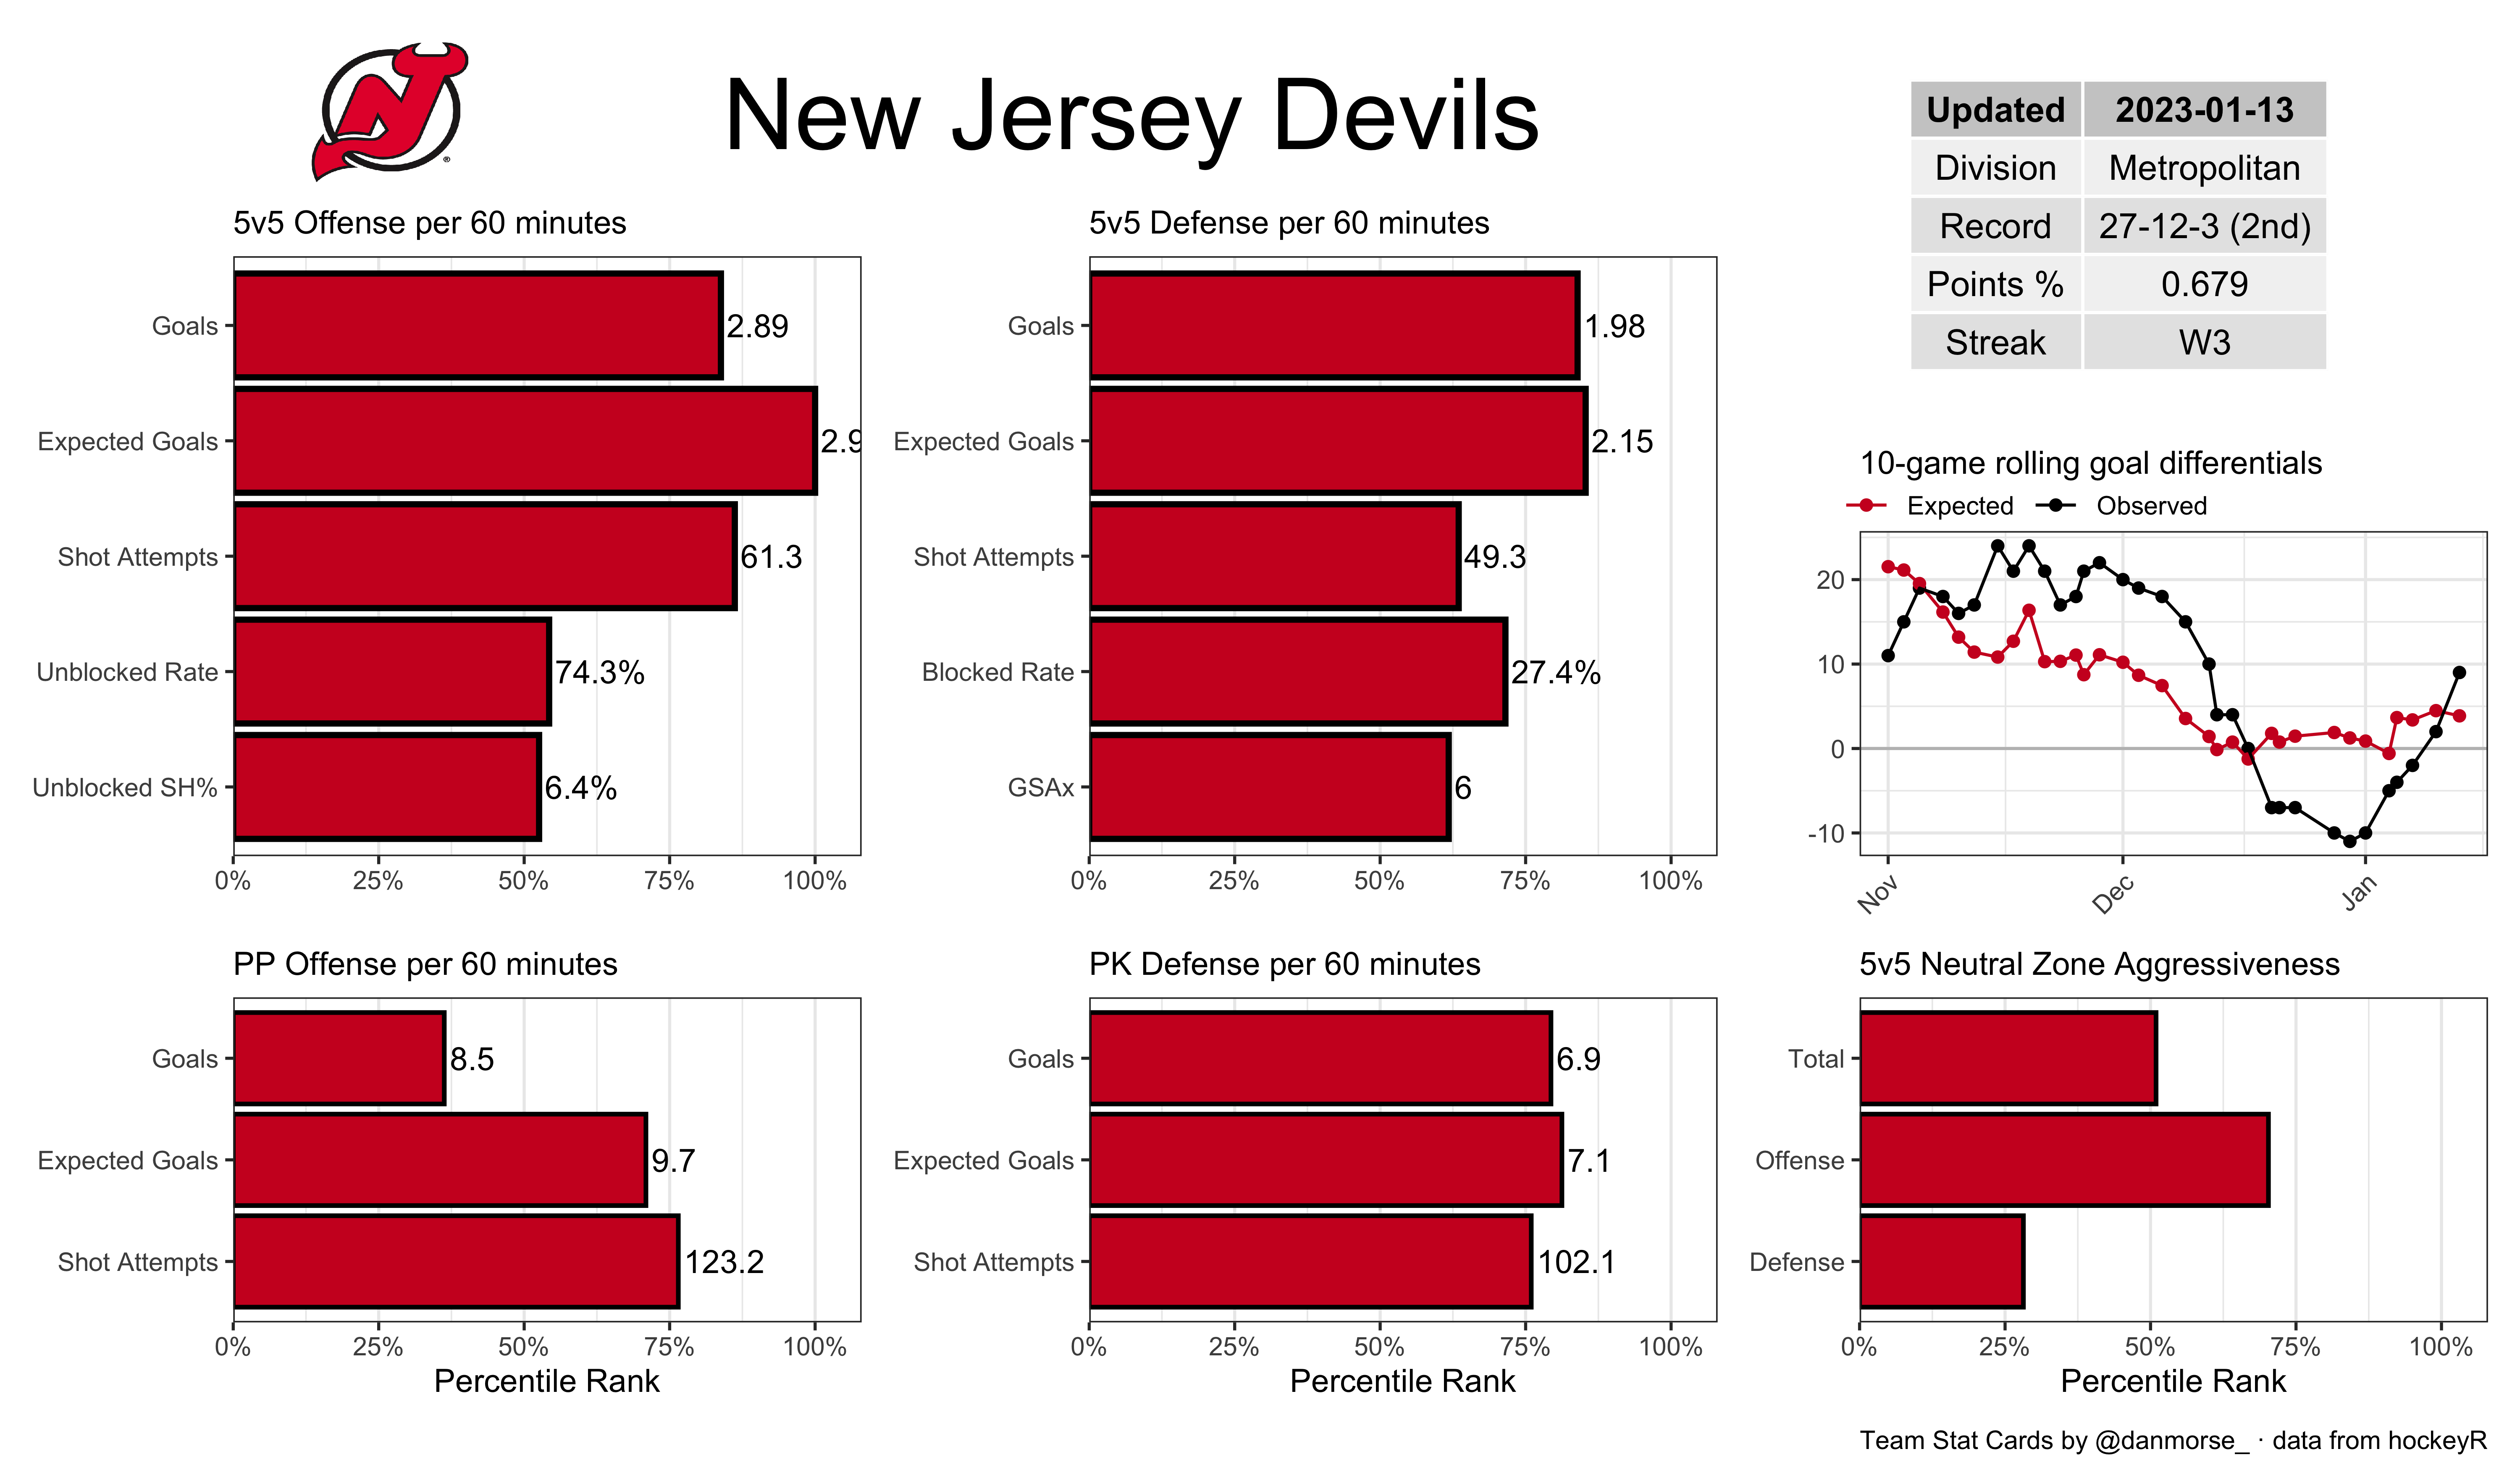 New Jersey Devils
Updated 2023-01-13
Division Metropolitan
Record 27-12-3 (2nd)
Points % 0.679
Streak W3
5v5 Offense per 60 minutes
Goals 2.89
Expected Goals 2.9
Shot Attempts 61.3
Unblocked Rate 74.3%
Unblocked SH% 6.4%
0% 25% 50% 75% 100%
5v5 Defense per 60 minutes
Goals 1.98
Expected Goals 2.15
Shot Attempts 49.3
Blocked Rate 27.4%
GSAx 6
0% 25% 50% 75% 100%
10-game rolling goal differentials
Expected Observed
20
10
0
-10
Nov Dec Jan
PP Offense per 60 minutes
Goals 8.5
Expected Goals 9.7
Shot Attempts 123.2
0% 25% 50% 75% 100%
Percentile Rank
PK Defense per 60 minutes
Goals 6.9
Expected Goals 7.1
Shot Attempts 102.1
0% 25% 50% 75% 100%
Percentile Rank
5v5 Neutral Zone Aggressiveness
Total
Offense
Defense
0% 25% 50% 75% 100%
Percentile Rank
Team Stat Cards by @danmorse_ · data from hockeyR